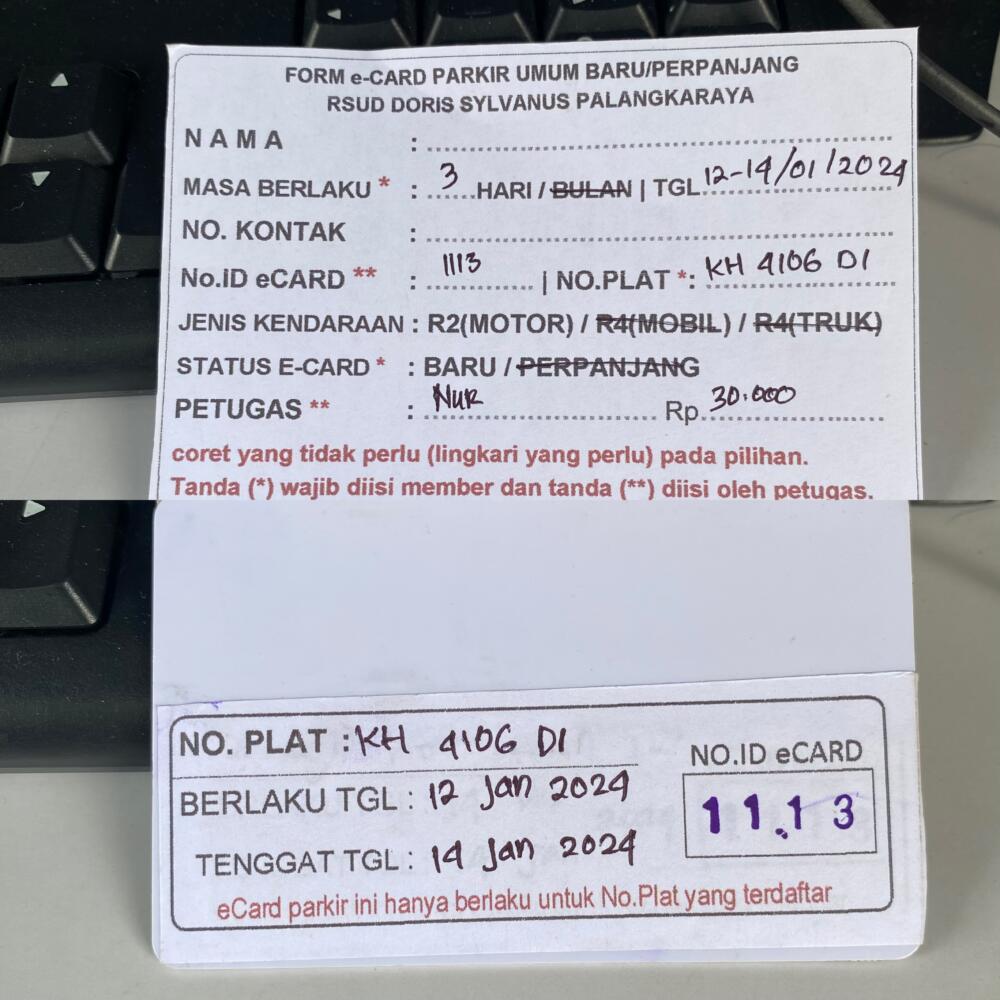 FORM e-CARD PARKIR UMUM BARU/PERPANJANG
RSUD DORIS SYLVANUS PALANGKARAYA
N A M A :
MASA BERLAKU * : 3 HARI / BULAN | TGL 12-14/01/2024
NO. KONTAK :
No.ID eCARD ** : 1113 | NO.PLAT *: KH 4106 DI
JENIS KENDARAAN : R2(MOTOR) / R4(MOBIL) / R4(TRUK)
STATUS E-CARD * : BARU / PERPANJANG
PETUGAS ** : NUR Rp. 30.000
coret yang tidak perlu (lingkari yang perlu) pada pilihan.
Tanda (*) wajib diisi member dan tanda (**) diisi oleh petugas.
NO. PLAT : KH 4106 DI
BERLAKU TGL : 12 Jan 2024
TENGGAT TGL : 14 Jan 2024
NO.ID eCARD
11.13
eCard parkir ini hanya berlaku untuk No.Plat yang terdaftar